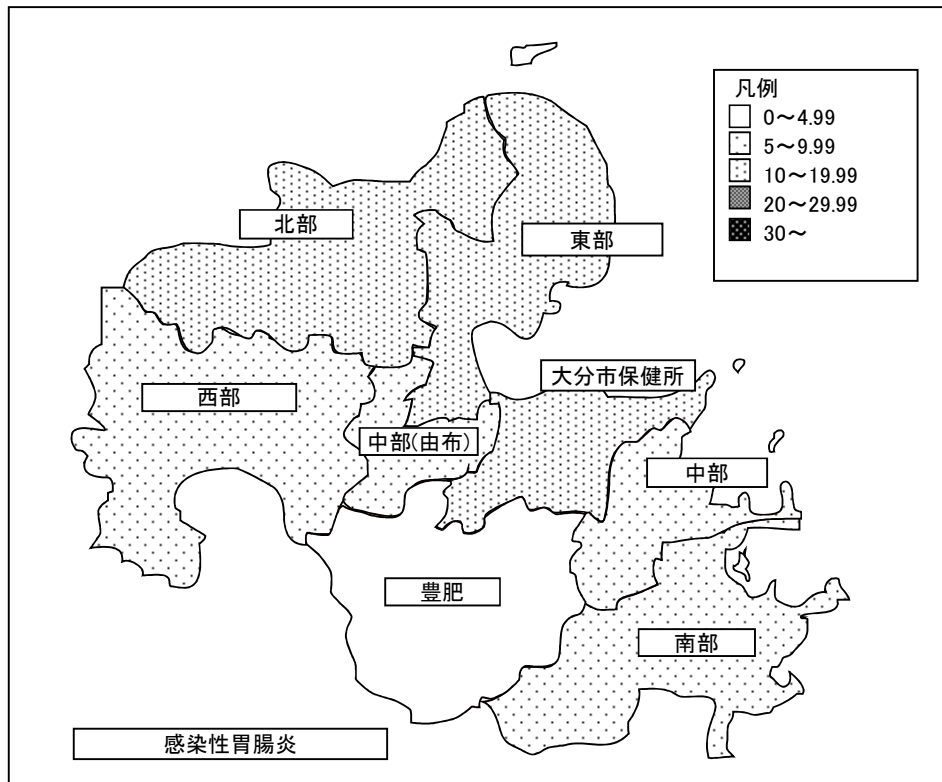 凡例
0～4.99
5～9.99
10～19.99
20～29.99
30～
北部
東部
大分市保健所
西部
中部(由布)
中部
豊肥
南部
感染性胃腸炎